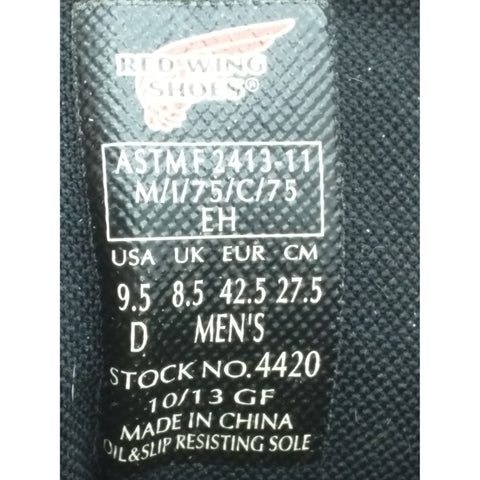 RED WING
SHOES®
ASTM F 2413-11
M/I/75/C/75
EH
USA UK EUR CM
9.5 8.5 42.5 27.5
D MEN'S
STOCK NO. 4420
10/13 GF
MADE IN CHINA
OIL & SLIP RESISTING SOLE